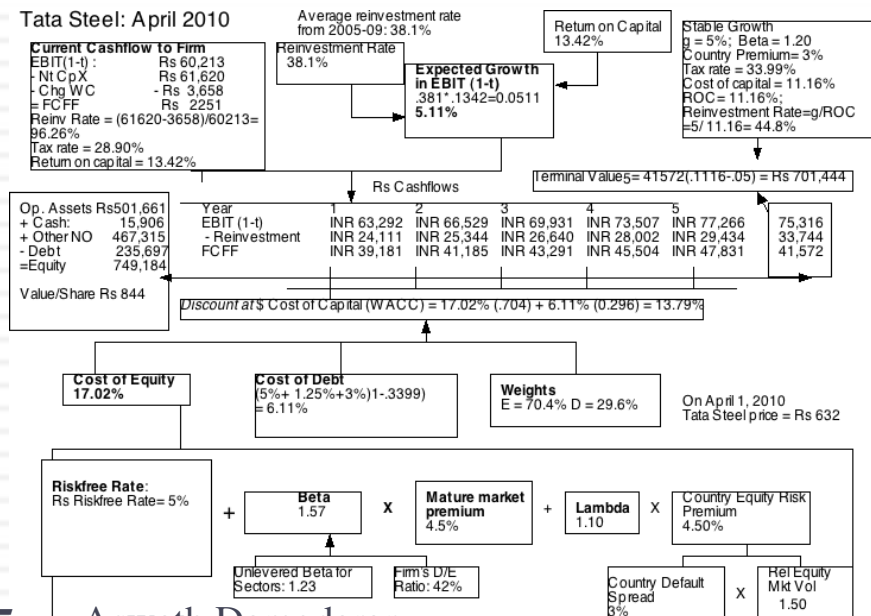 Tata Steel: April 2010
Average reinvestment rate
from 2005-09: 38.1%
Current Cashflow to Firm
EBIT(1-t) : Rs 60,213
- Nt CpX Rs 61,620
- Chg WC - Rs 3,658
= FCFF Rs 2251
Reinv Rate = (61620-3658)/60213=
96.26%
Tax rate = 28.90%
Return on capital = 13.42%
Reinvestment Rate
38.1%
Return on Capital
13.42%
Expected Growth
in EBIT (1-t)
.381*.1342=0.0511
5.11%
Stable Growth
g = 5%; Beta = 1.20
Country Premium= 3%
Tax rate = 33.99%
Cost of capital = 11.16%
ROC= 11.16%;
Reinvestment Rate=g/ROC
=5/ 11.16= 44.8%
Rs Cashflows
Terminal Value5= 41572(.1116-.05) = Rs 701,444
Op. Assets Rs501,661
+ Cash: 15,906
+ Other NO 467,315
- Debt 235,697
=Equity 749,184
Value/Share Rs 844
Year 1 2 3 4 5
EBIT (1-t) INR 63,292 INR 66,529 INR 69,931 INR 73,507 INR 77,266 75,316
- Reinvestment INR 24,111 INR 25,344 INR 26,640 INR 28,002 INR 29,434 33,744
FCFF INR 39,181 INR 41,185 INR 43,291 INR 45,504 INR 47,831 41,572
Discount at $ Cost of Capital (WACC) = 17.02% (.704) + 6.11% (0.296) = 13.79%
Cost of Equity
17.02%
Cost of Debt
(5%+ 1.25%+3%)1-.3399)
= 6.11%
Weights
E = 70.4% D = 29.6%
On April 1, 2010
Tata Steel price = Rs 632
Riskfree Rate:
Rs Riskfree Rate= 5%
+
Beta
1.57
X
Mature market
premium
4.5%
+
Lambda
1.10
X
Country Equity Risk
Premium
4.50%
Unlevered Beta for
Sectors: 1.23
Firm's D/E
Ratio: 42%
Country Default
Spread
3%
X
Rel Equity
Mkt Vol
1.50